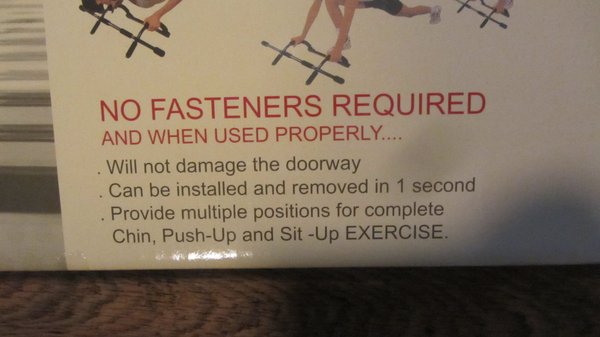 NO FASTENERS REQUIRED
AND WHEN USED PROPERLY....
. Will not damage the doorway
. Can be installed and removed in 1 second
. Provide multiple positions for complete
Chin, Push-Up and Sit -Up EXERCISE.